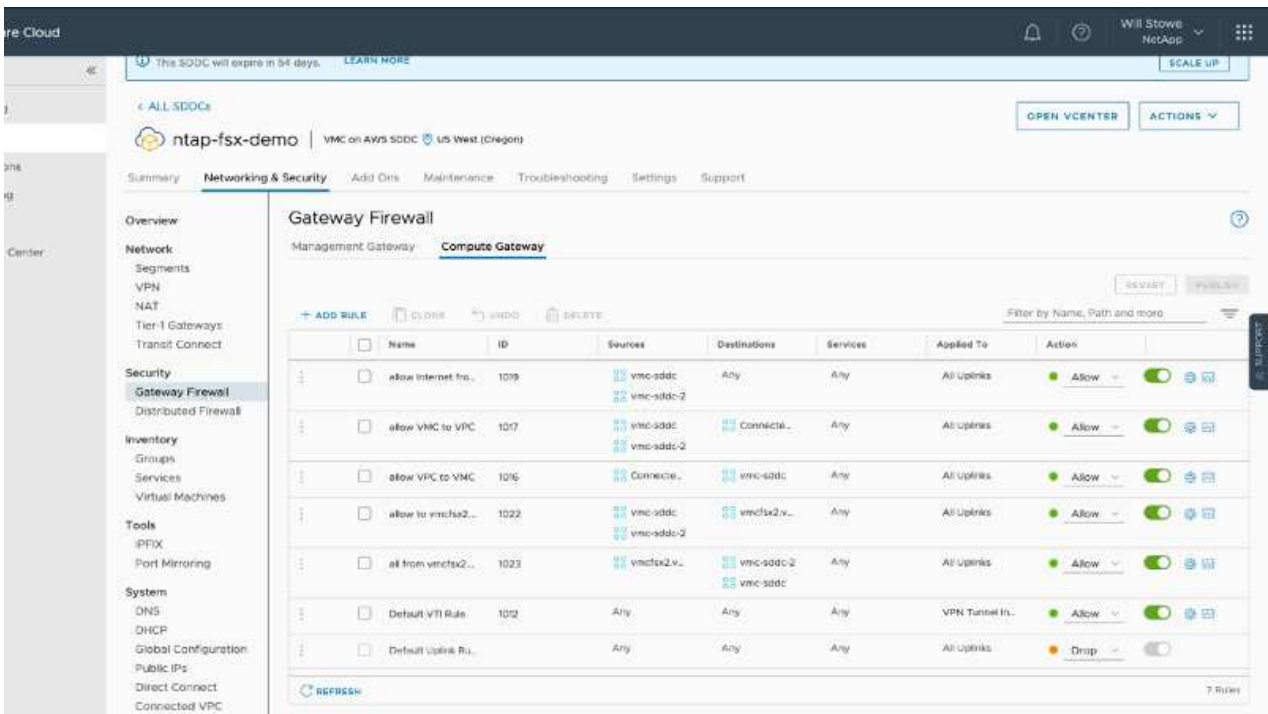 re Cloud
Will Stowe
NetApp
This SDDC will expire in 54 days. LEARN MORE
SCALE UP
< ALL SDDCs
OPEN VCENTER
ACTIONS
ntap-fsx-demo | VMC on AWS SDDC US West (Oregon)
Summary Networking & Security Add Ons Maintenance Troubleshooting Settings Support
ons
og
Center
Overview
Network
Segments
VPN
NAT
Tier-1 Gateways
Transit Connect
Security
Gateway Firewall
Distributed Firewall
Inventory
Groups
Services
Virtual Machines
Tools
IPFIX
Port Mirroring
System
DNS
DHCP
Global Configuration
Public IPs
Direct Connect
Connected VPC
Gateway Firewall
Management Gateway Compute Gateway
REVERT PUBLISH
+ ADD RULE CLONE UNDO DELETE
Filter by Name, Path and more
Name ID Sources Destinations Services Applied To Action
allow internet fro... 1019 vmc-sddc Any Any All Uplinks Allow
vmc-sddc-2
allow VMC to VPC 1017 vmc-sddc Connecte... Any All Uplinks Allow
vmc-sddc-2
allow VPC to VMC 1016 Connecte... vmc-sddc Any All Uplinks Allow
allow to vmcfsx2... 1022 vmc-sddc vmcfsx2.v... Any All Uplinks Allow
vmc-sddc-2
all from vmcfsx2... 1023 vmcfsx2.v... vmc-sddc-2 Any All Uplinks Allow
vmc-sddc
Default VTI Rule 1012 Any Any Any VPN Tunnel In... Allow
Default Uplink Ru... Any Any Any All Uplinks Drop
REFRESH
7 Rules
SUPPORT